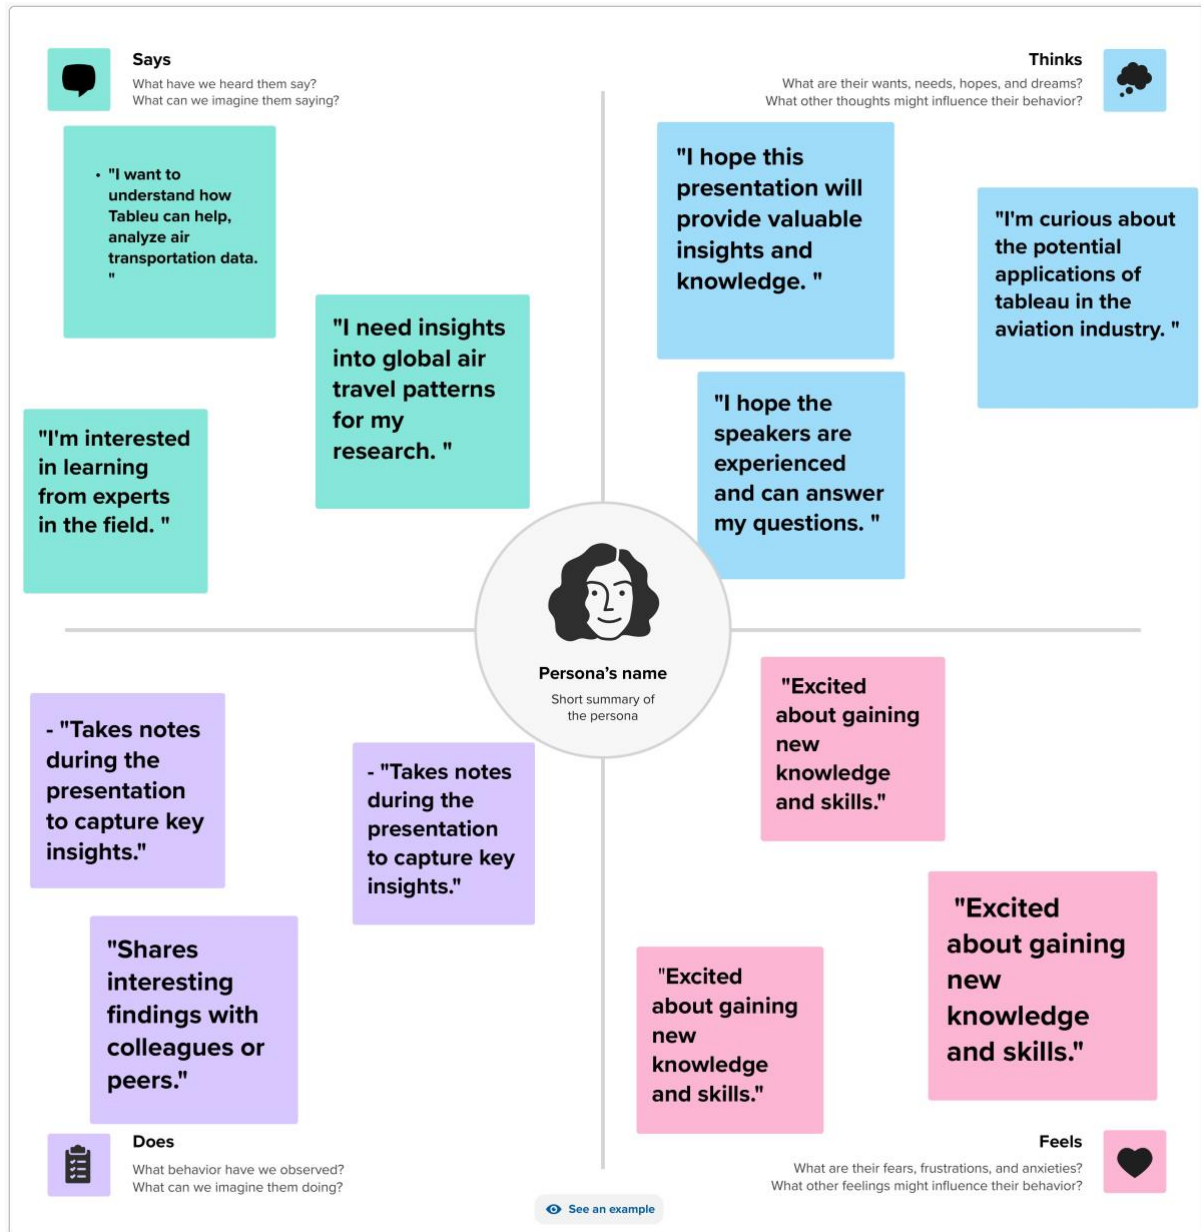 Says
What have we heard them say?
What can we imagine them saying?
• "I want to
understand how
Tableu can help,
analyze air
transportation data.
"
"I need insights
into global air
travel patterns
for my
research. "
"I'm interested
in learning
from experts
in the field. "
Thinks
What are their wants, needs, hopes, and dreams?
What other thoughts might influence their behavior?
"I hope this
presentation will
provide valuable
insights and
knowledge. "
"I'm curious about
the potential
applications of
tableau in the
aviation industry. "
"I hope the
speakers are
experienced
and can answer
my questions. "
Persona's name
Short summary of
the persona
- "Takes notes
during the
presentation
to capture key
insights."
- "Takes notes
during the
presentation
to capture key
insights."
"Shares
interesting
findings with
colleagues or
peers."
Does
What behavior have we observed?
What can we imagine them doing?
"Excited
about gaining
new
knowledge
and skills."
"Excited
about gaining
new
knowledge
and skills."
"Excited
about gaining
new
knowledge
and skills."
Feels
What are their fears, frustrations, and anxieties?
What other feelings might influence their behavior?
See an example